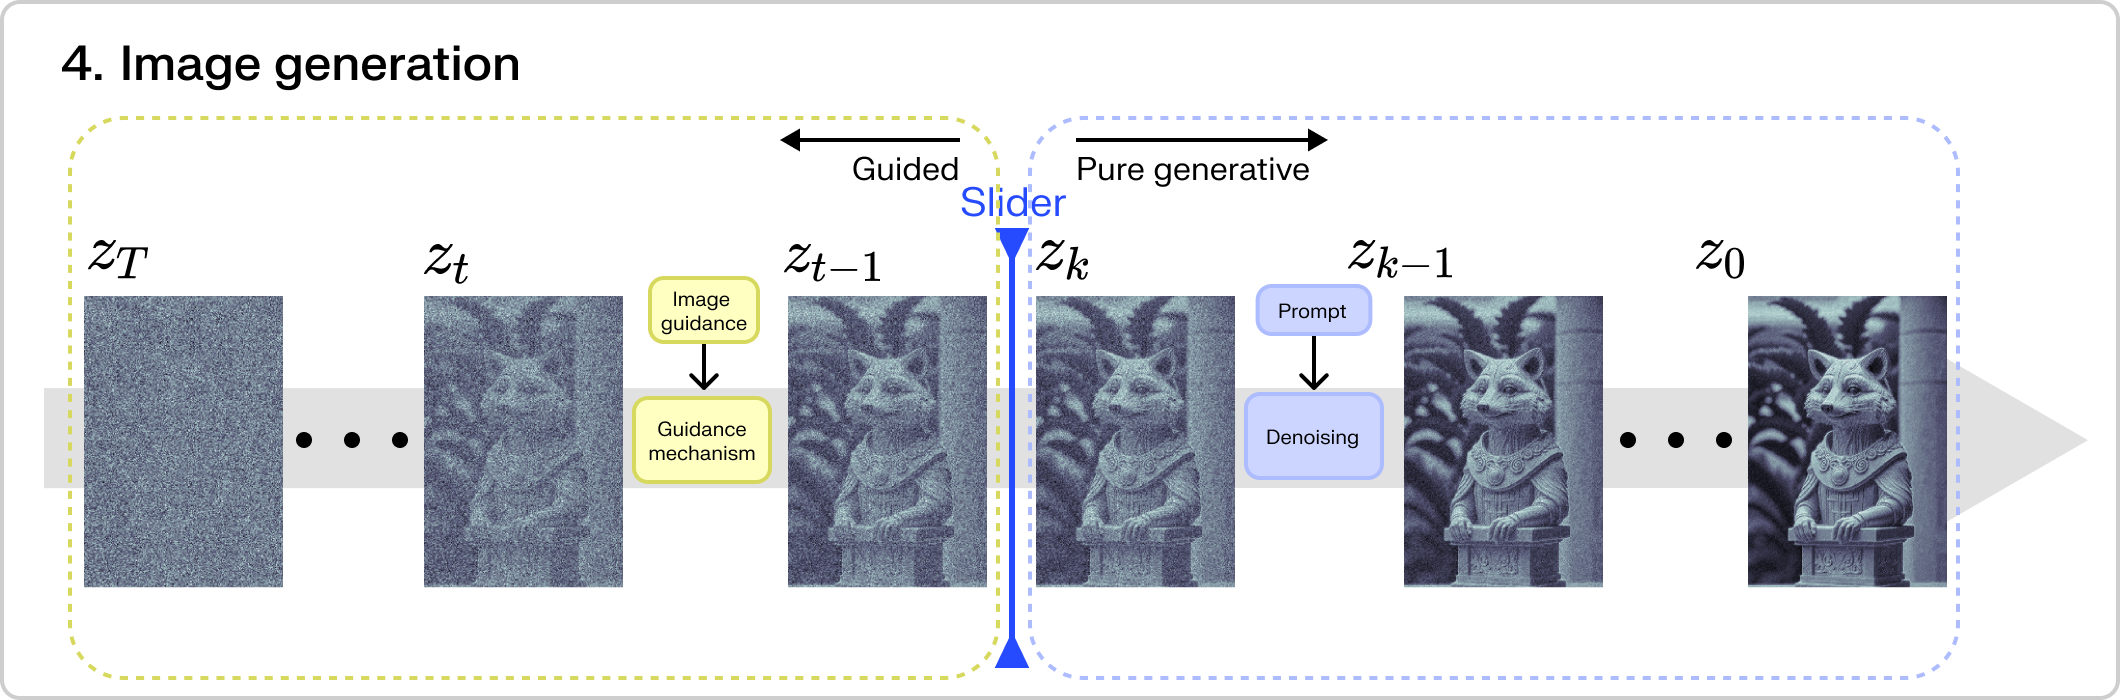 4. Image generation
Guided
Pure generative
Slider
z_T
z_t
Image
guidance
Guidance
mechanism
z_{t-1}
z_k
Prompt
Denoising
z_{k-1}
z_0